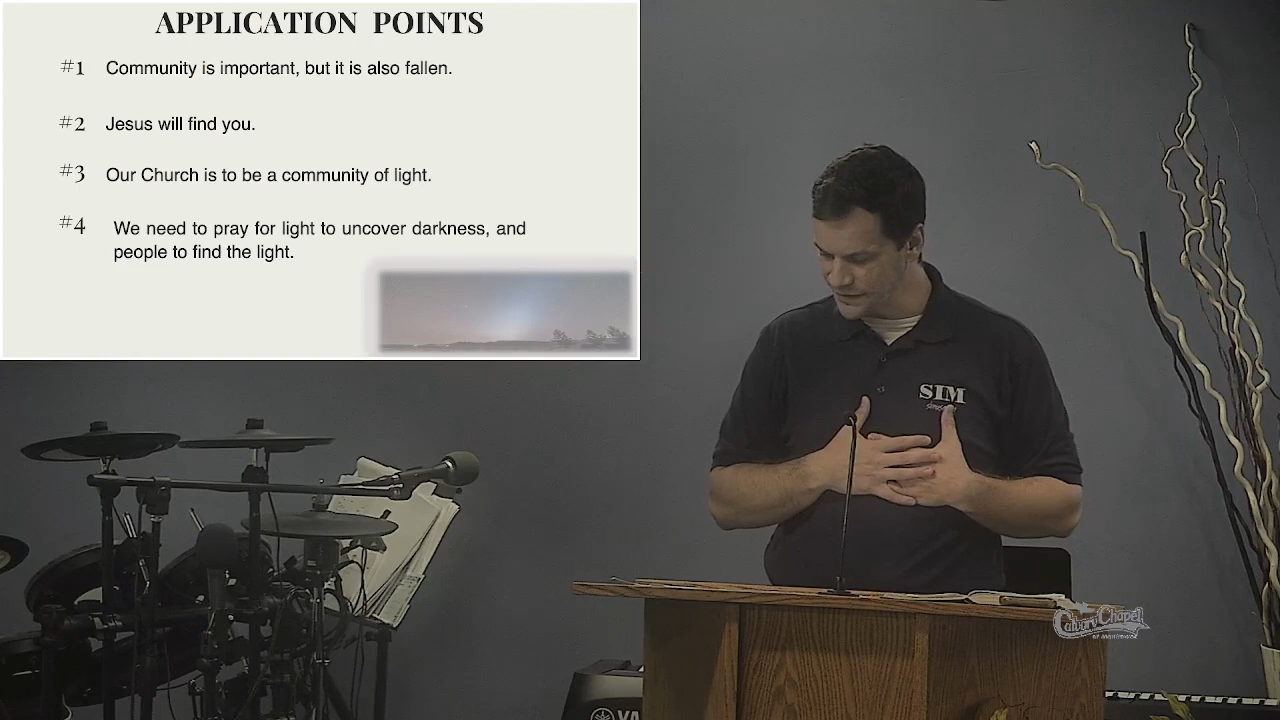 APPLICATION POINTS
#1 Community is important, but it is also fallen.
#2 Jesus will find you.
#3 Our Church is to be a community of light.
#4 We need to pray for light to uncover darkness, and
people to find the light.
SIM
Calvary Chapel
YA